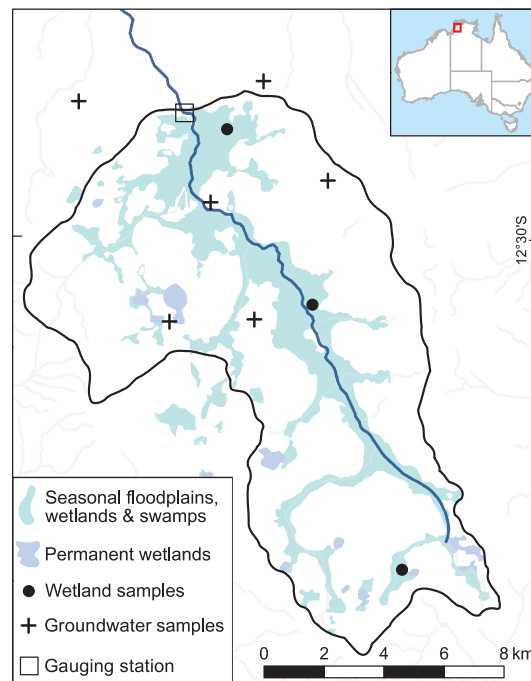 12°30'S
Seasonal floodplains,
wetlands & swamps
Permanent wetlands
Wetland samples
Groundwater samples
Gauging station
0 2 4 6 8 km